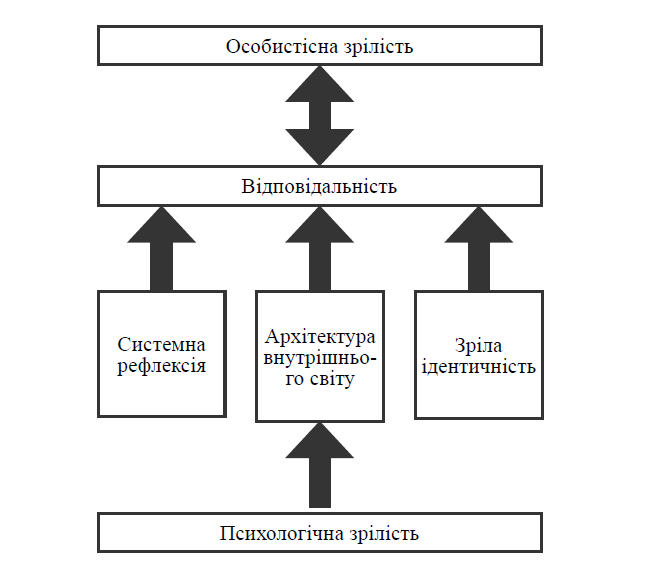 Особистісна зрілість
Відповідальність
Системна
рефлексія
Архітектура
внутрішньо-
го світу
Зріла
ідентичність
Психологічна зрілість